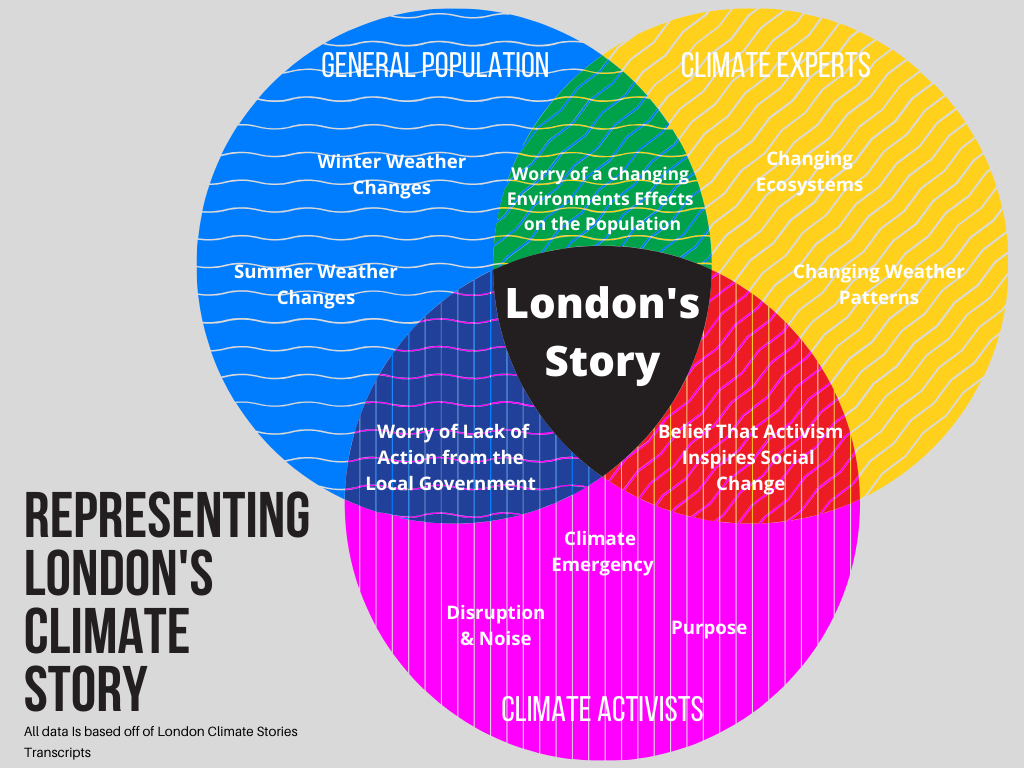 GENERAL POPULATION
CLIMATE EXPERTS
Winter Weather
Changes
Worry of a Changing
Environments Effects
on the Population
Changing
Ecosystems
Summer Weather
Changes
London's
Story
Changing Weather
Patterns
Worry of Lack of
Action from the
Local Government
Belief That Activism
Inspires Social
Change
Climate
Emergency
Disruption
& Noise
Purpose
CLIMATE ACTIVISTS
REPRESENTING
LONDON'S
CLIMATE
STORY
All data Is based off of London Climate Stories
Transcripts